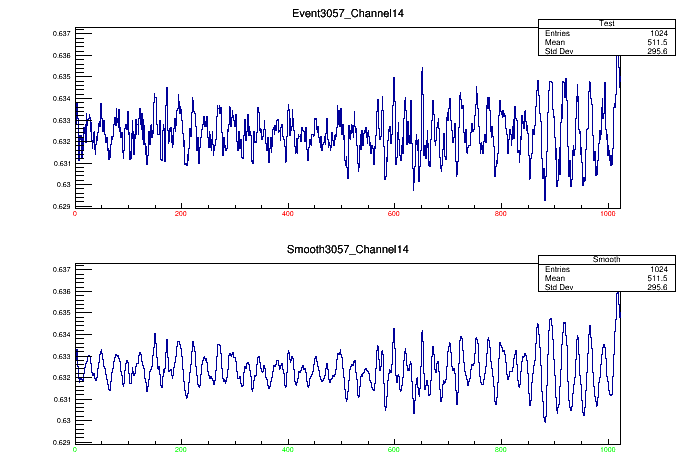 Event3057_Channel14
Test
Entries 1024
Mean 511.5
Std Dev 295.6
0.637
0.636
0.635
0.634
0.633
0.632
0.631
0.63
0.629
0 200 400 600 800 1000
Smooth3057_Channel14
Smooth
Entries 1024
Mean 511.5
Std Dev 295.6
0.637
0.636
0.635
0.634
0.633
0.632
0.631
0.63
0.629
0 200 400 600 800 1000